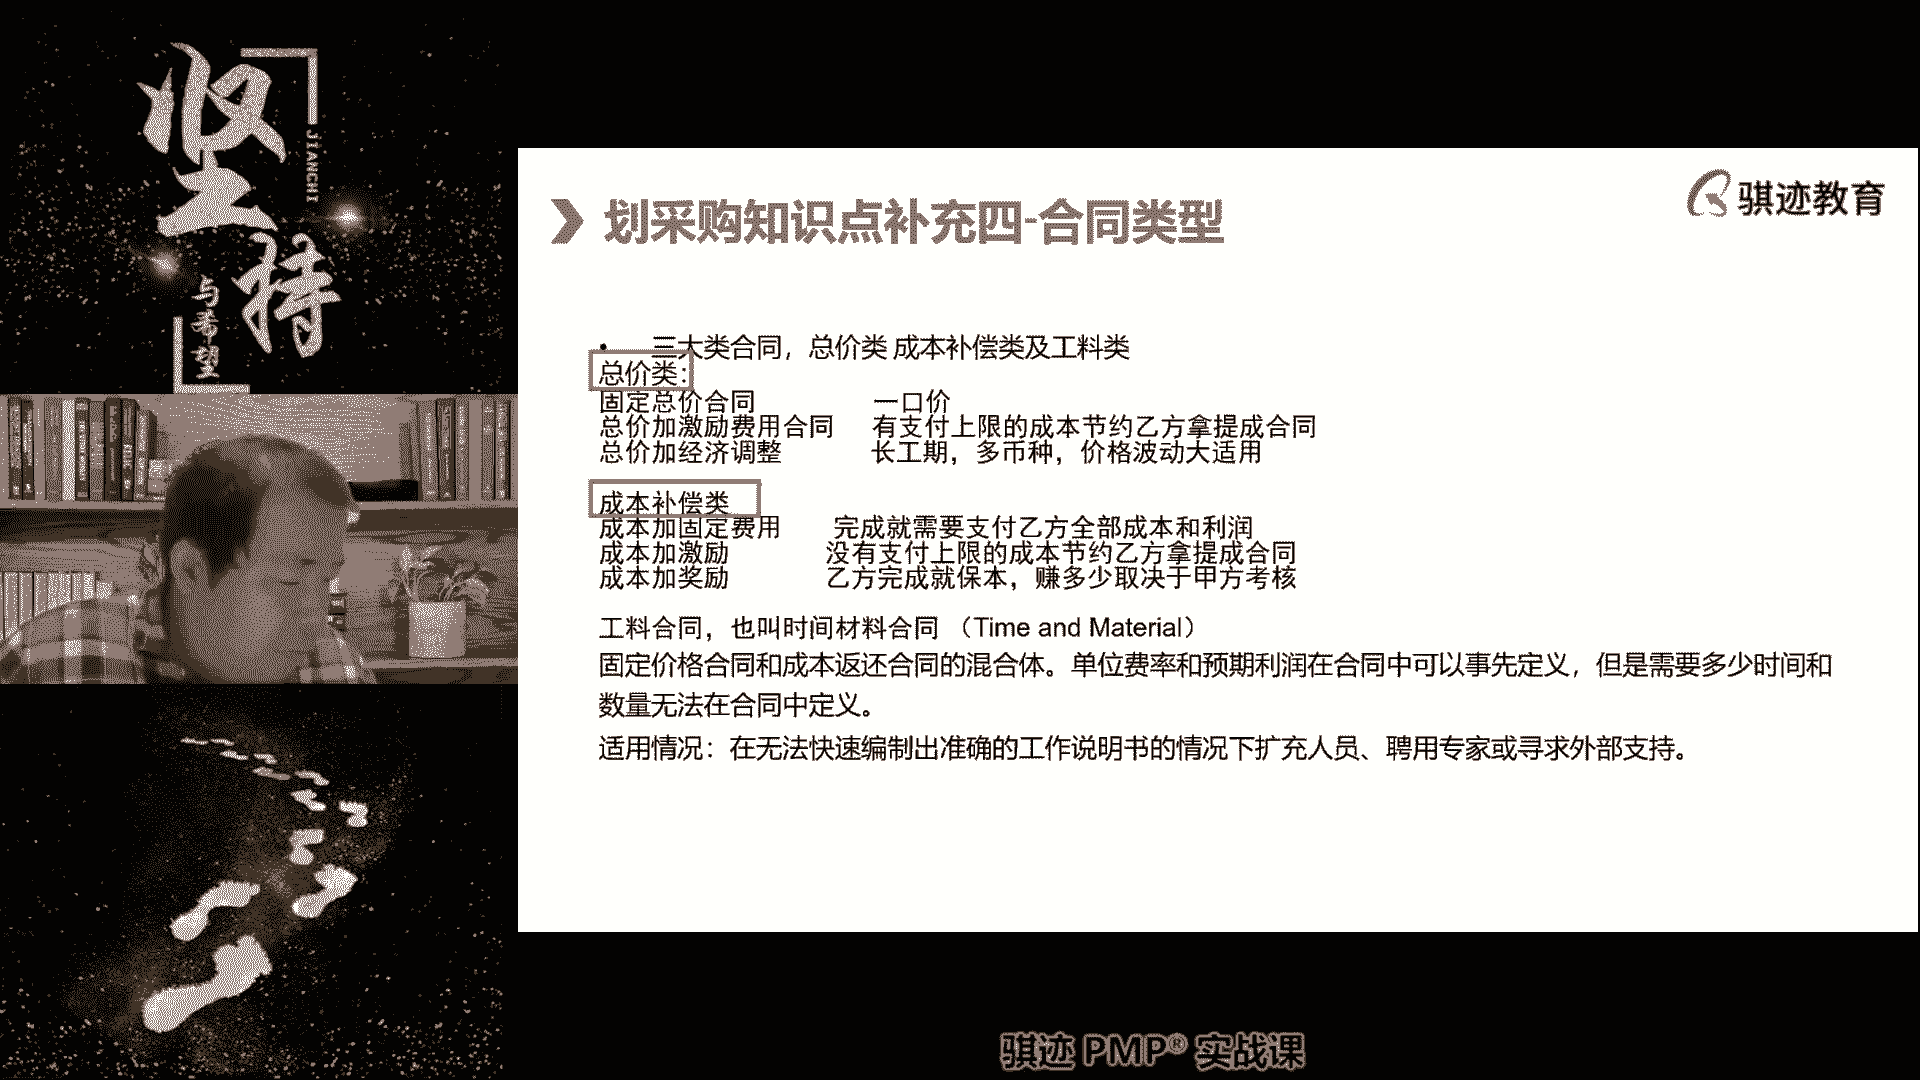 坚持
JIANCHI
与希望
骐迹教育
划采购知识点补充四-合同类型
• 三大类合同，总价类 成本补偿类及工料类
总价类：
固定总价合同 一口价
总价加激励费用合同 有支付上限的成本节约乙方拿提成合同
总价加经济调整 长工期，多币种，价格波动大适用
成本补偿类
成本加固定费用 完成就需要支付乙方全部成本和利润
成本加激励 没有支付上限的成本节约乙方拿提成合同
成本加奖励 乙方完成就保本，赚多少取决于甲方考核
工料合同，也叫时间材料合同 （Time and Material）
固定价格合同和成本返还合同的混合体。单位费率和预期利润在合同中可以事先定义，但是需要多少时间和
数量无法在合同中定义。
适用情况：在无法快速编制出准确的工作说明书的情况下扩充人员、聘用专家或寻求外部支持。
骐迹 PMP® 实战课